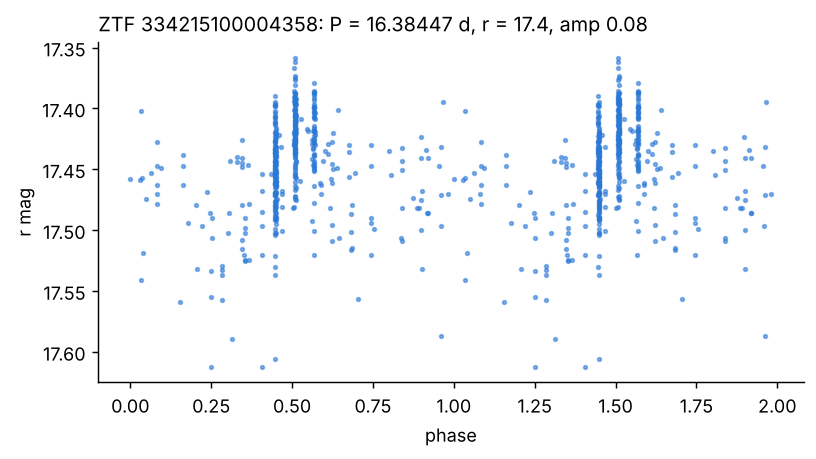 ZTF 334215100004358: P = 16.38447 d, r = 17.4, amp 0.08
17.35
17.40
17.45
17.50
17.55
17.60
r mag
0.00 0.25 0.50 0.75 1.00 1.25 1.50 1.75 2.00
phase